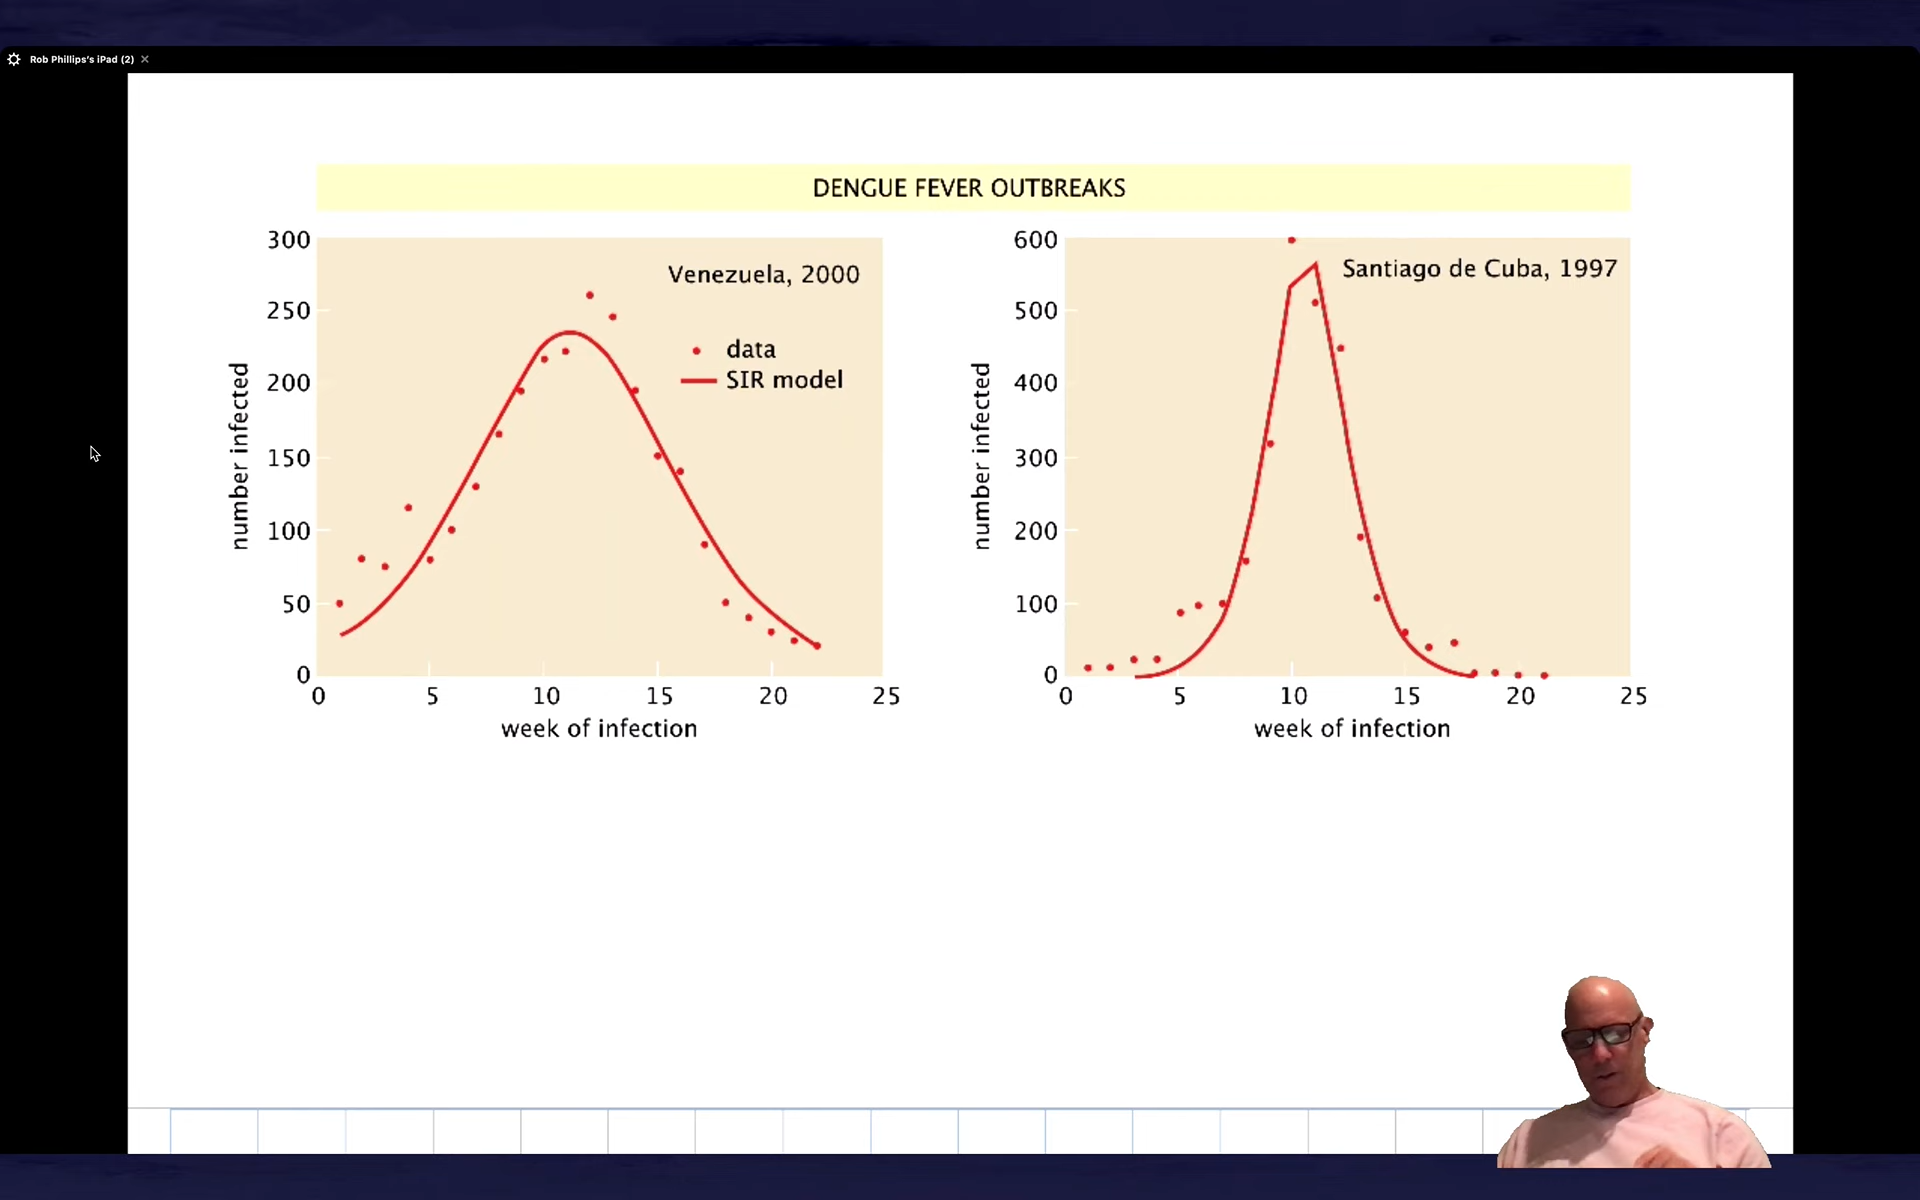 Rob Phillips's iPad (2)
DENGUE FEVER OUTBREAKS
300
250
200
150
100
50
0
number infected
Venezuela, 2000
data
SIR model
0 5 10 15 20 25
week of infection
600
500
400
300
200
100
0
number infected
Santiago de Cuba, 1997
0 5 10 15 20 25
week of infection